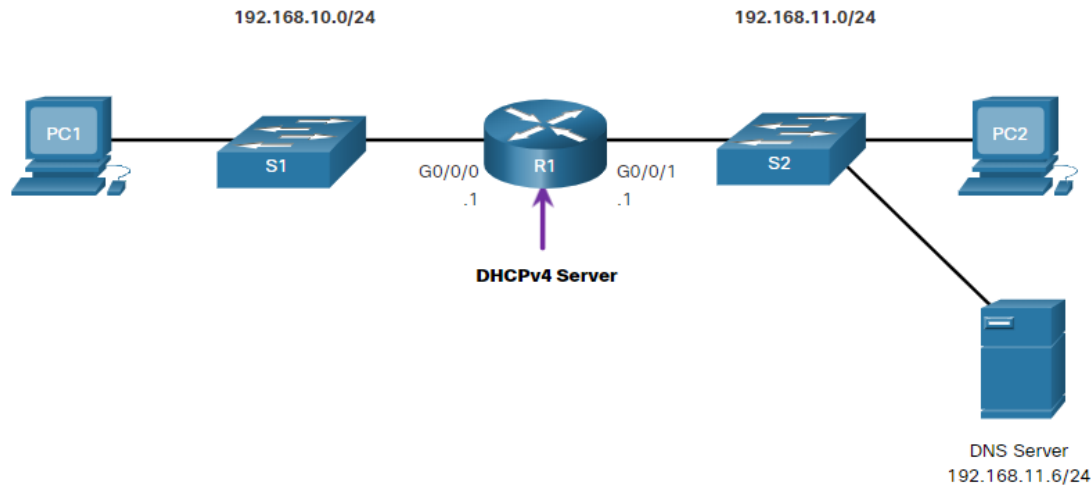 192.168.10.0/24
192.168.11.0/24
PC1
S1
G0/0/0
.1
R1
G0/0/1
.1
S2
PC2
DHCPv4 Server
DNS Server
192.168.11.6/24